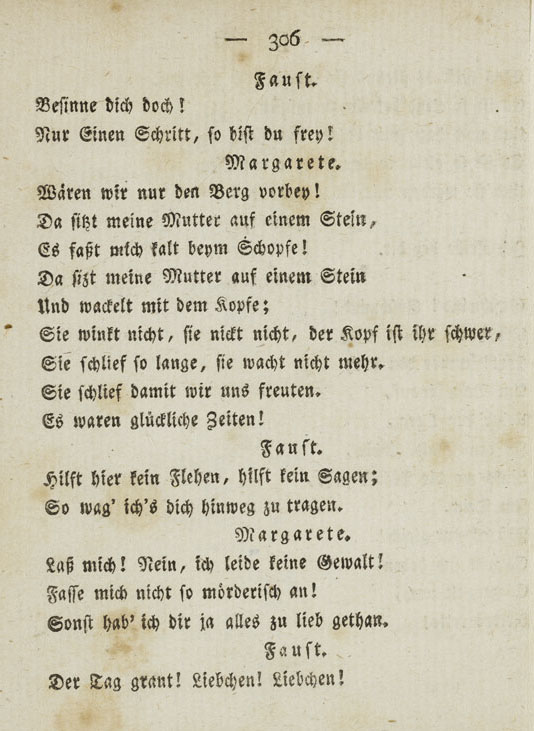 — 306 —
Faust.
Besinne dich doch!
Nur Einen Schritt, so bist du frey!
Margarete.
Wären wir nur den Berg vorbey!
Da sitzt meine Mutter auf einem Stein,
Es faßt mich kalt beym Schopfe!
Da sizt meine Mutter auf einem Stein
Und wackelt mit dem Kopfe;
Sie winkt nicht, sie nickt nicht, der Kopf ist ihr schwer,
Sie schlief so lange, sie wacht nicht mehr.
Sie schlief damit wir uns freuten.
Es waren glückliche Zeiten!
Faust.
Hilft hier kein Flehen, hilft kein Sagen;
So wag' ich's dich hinweg zu tragen.
Margarete.
Laß mich! Nein, ich leide keine Gewalt!
Fasse mich nicht so mörderisch an!
Sonst hab' ich dir ja alles zu lieb gethan.
Faust.
Der Tag grant! Liebchen! Liebchen!